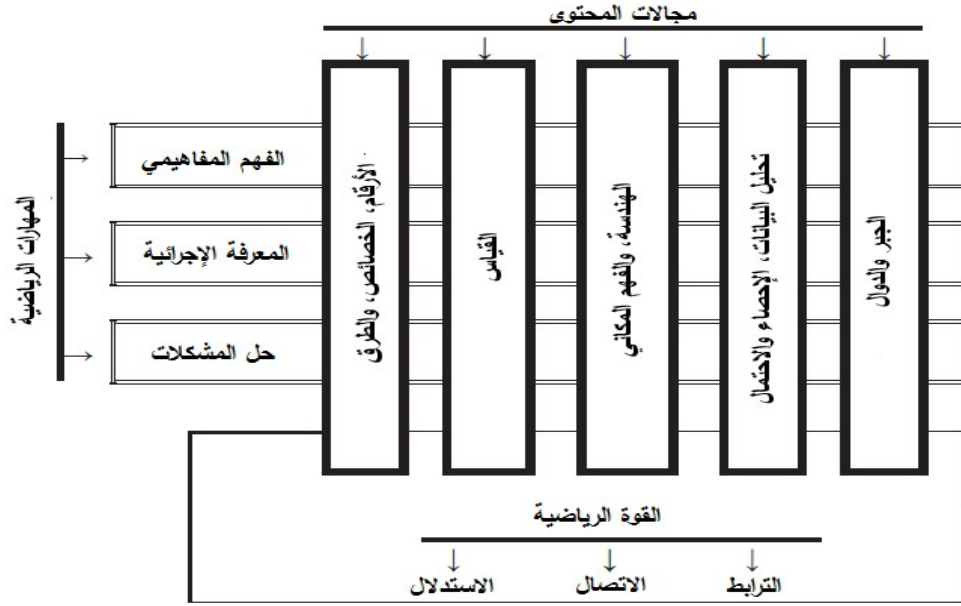 مجالات المحتوى
الجبر والدوال
تحليل البيانات، الإحصاء والاحتمال
الهندسة، والفهم المكاني
القياس
الأرقام، الخصائص، والطرق
المهارات الرياضية
الفهم المفاهيمي
المعرفة الإجرائية
حل المشكلات
القوة الرياضية
الترابط
الاتصال
الاستدلال